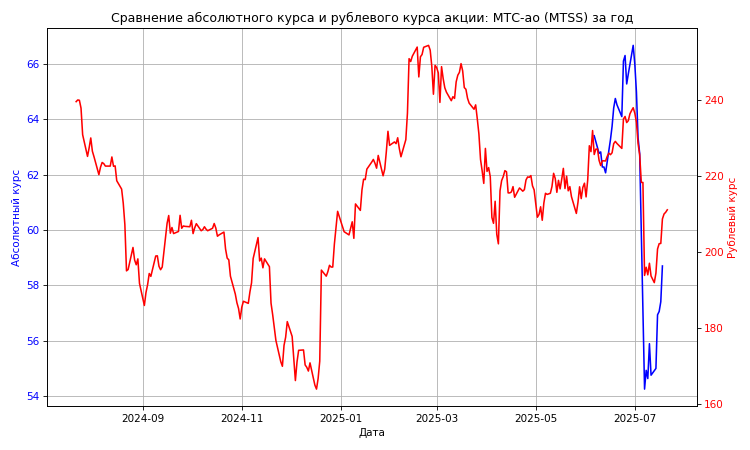 Сравнение абсолютного курса и рублевого курса акции: МТС-ао (MTSS) за год
Абсолютный курс
66
64
62
60
58
56
54
240
220
200
180
160
Рублевый курс
2024-09 2024-11 2025-01 2025-03 2025-05 2025-07
Дата